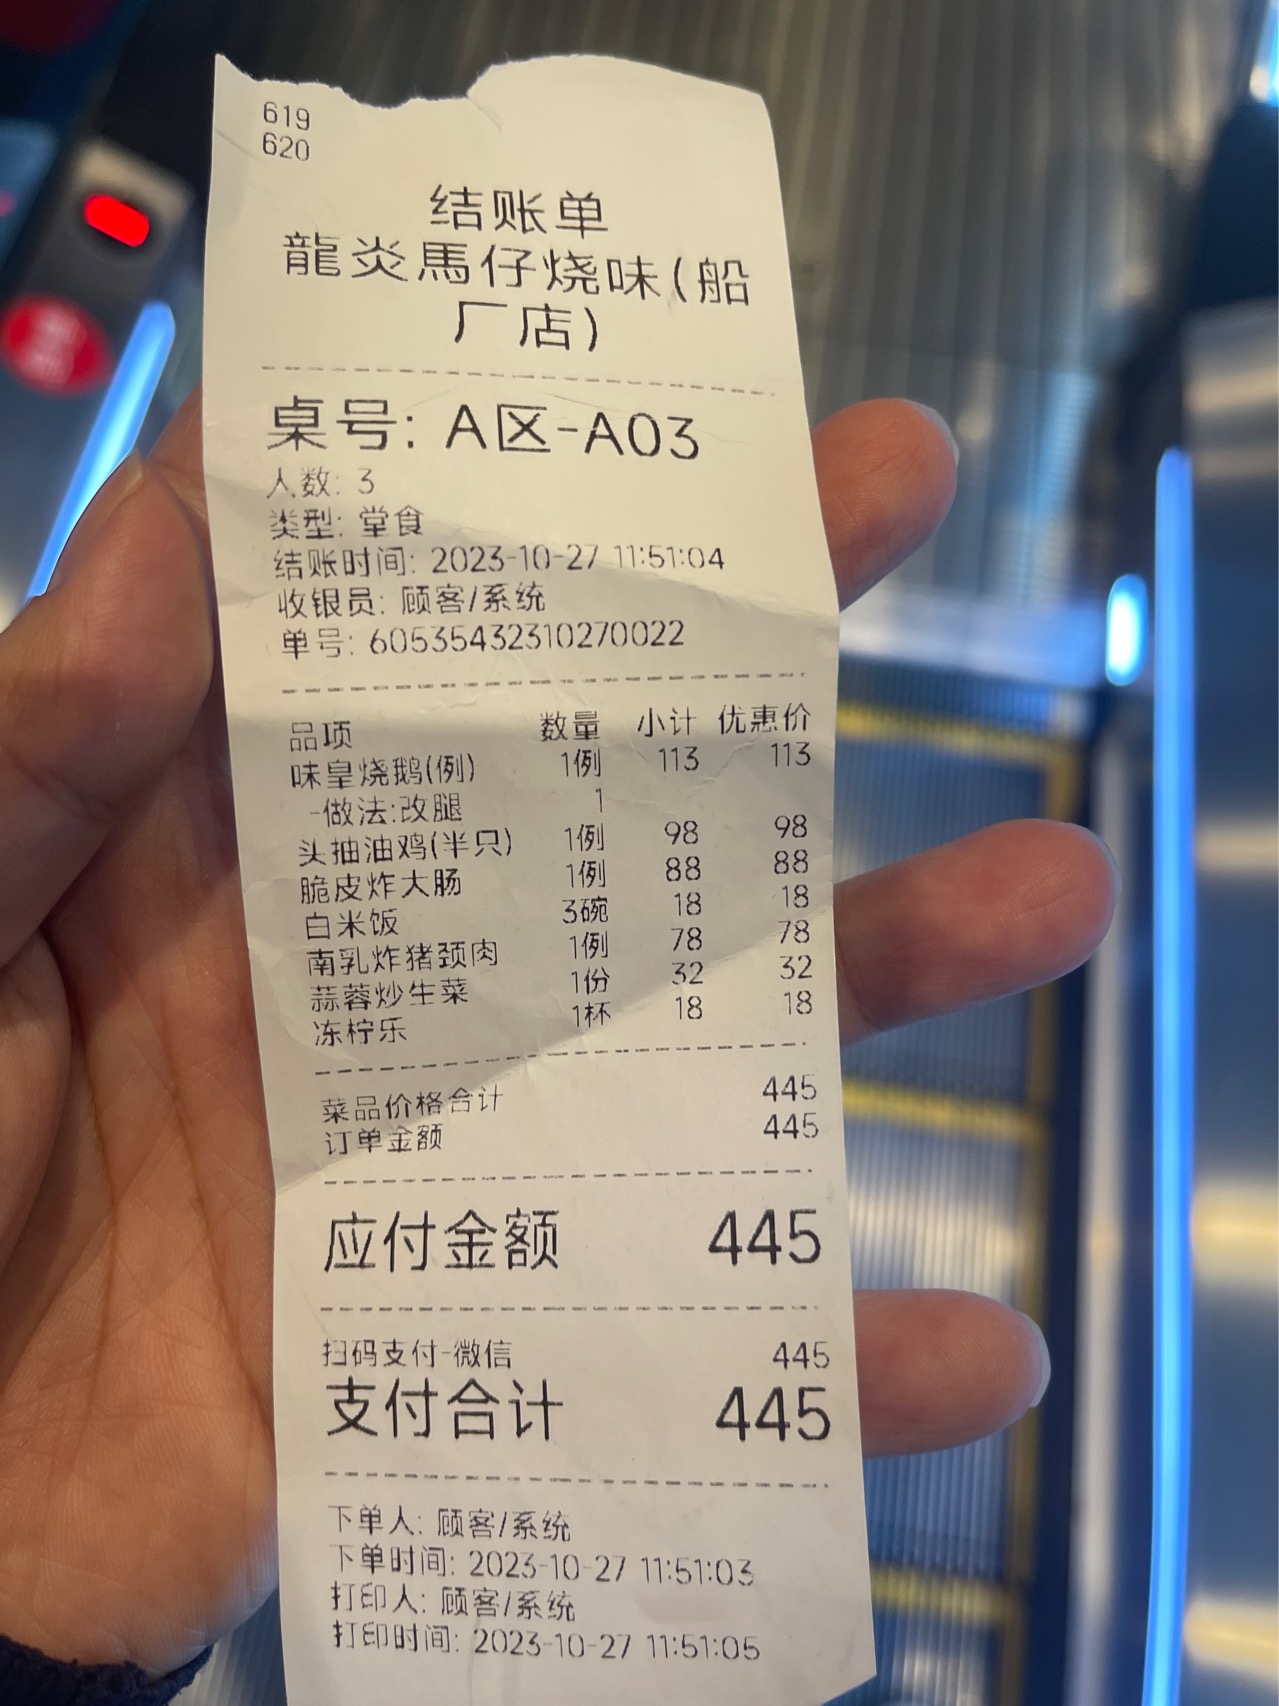 619
620
结账单
龍炎馬仔烧味(船
厂店)
桌号: A区-A03
人数: 3
类型: 堂食
结账时间: 2023-10-27 11:51:04
收银员: 顾客/系统
单号: 60535432310270022
品项 数量 小计 优惠价
味皇烧鹅(例) 1例 113 113
-做法:改腿 1
头抽油鸡(半只) 1例 98 98
脆皮炸大肠 1例 88 88
白米饭 3碗 18 18
南乳炸猪颈肉 1例 78 78
蒜蓉炒生菜 1份 32 32
冻柠乐 1杯 18 18
菜品价格合计 445
订单金额 445
应付金额 445
扫码支付-微信 445
支付合计 445
下单人: 顾客/系统
下单时间: 2023-10-27 11:51:03
打印人: 顾客/系统
打印时间: 2023-10-27 11:51:05